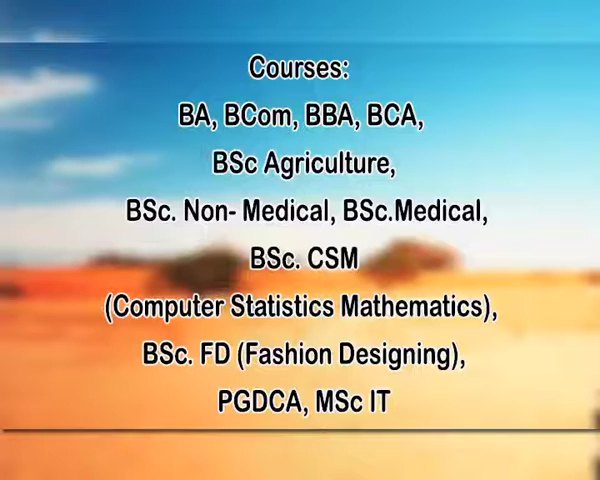 Courses:
BA, BCom, BBA, BCA,
BSc Agriculture,
BSc. Non- Medical, BSc.Medical,
BSc. CSM
(Computer Statistics Mathematics),
BSc. FD (Fashion Designing),
PGDCA, MSc IT